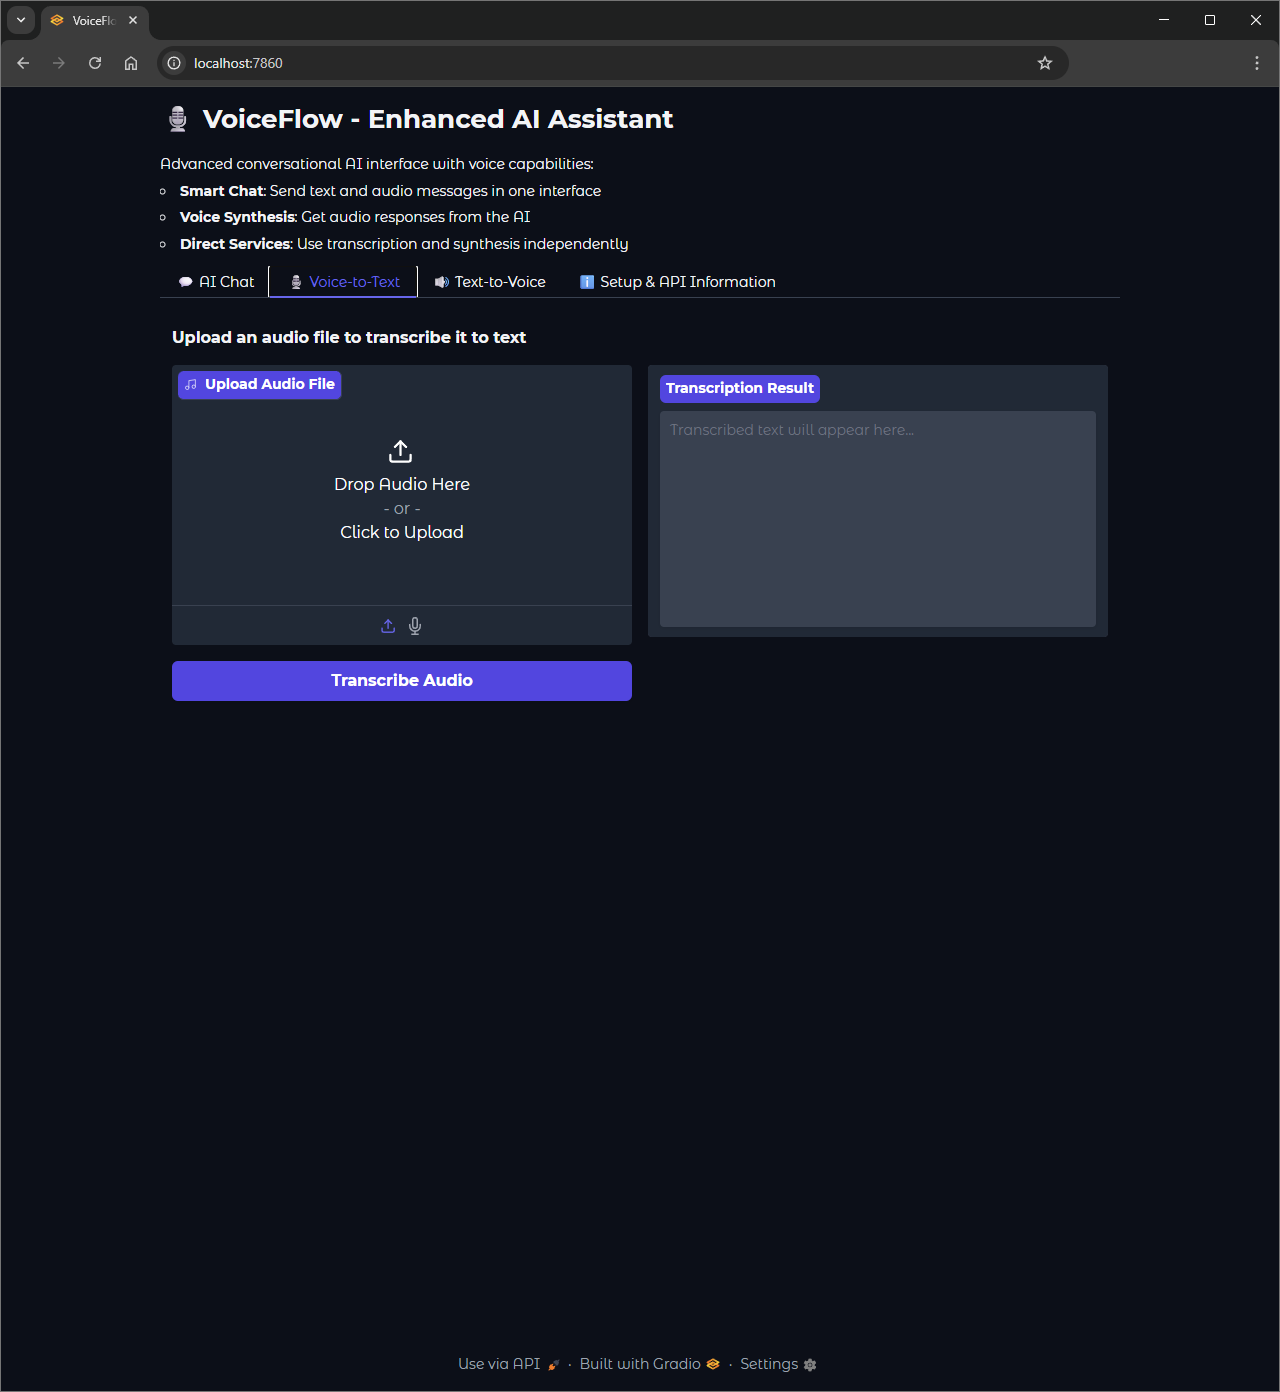 VoiceFlo
localhost:7860
VoiceFlow - Enhanced AI Assistant
Advanced conversational AI interface with voice capabilities:
Smart Chat: Send text and audio messages in one interface
Voice Synthesis: Get audio responses from the AI
Direct Services: Use transcription and synthesis independently
AI Chat
Voice-to-Text
Text-to-Voice
Setup & API Information
Upload an audio file to transcribe it to text
Upload Audio File
Drop Audio Here
- or -
Click to Upload
Transcribe Audio
Transcription Result
Transcribed text will appear here...
Use via API · Built with Gradio · Settings